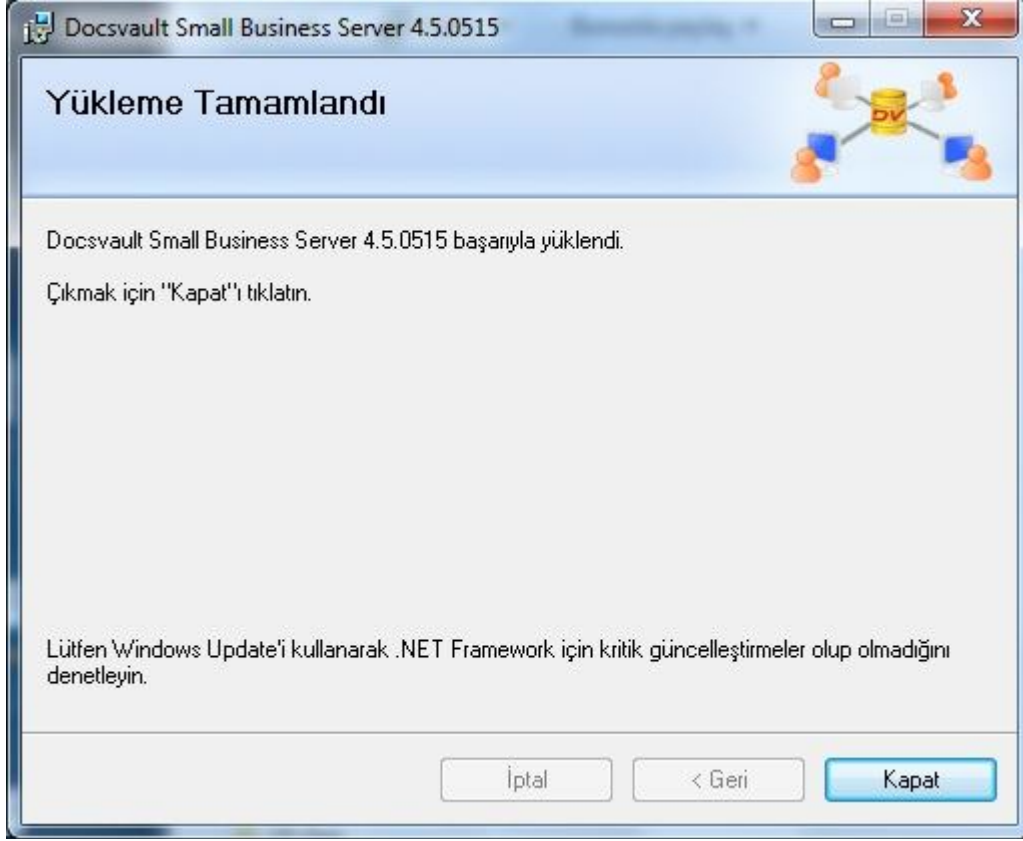 Docsvault Small Business Server 4.5.0515
Yükleme Tamamlandı
DV
Docsvault Small Business Server 4.5.0515 başarıyla yüklendi.
Çıkmak için "Kapat"ı tıklatın.
Lütfen Windows Update'i kullanarak .NET Framework için kritik güncelleştirmeler olup olmadığını
denetleyin.
İptal
< Geri
Kapat